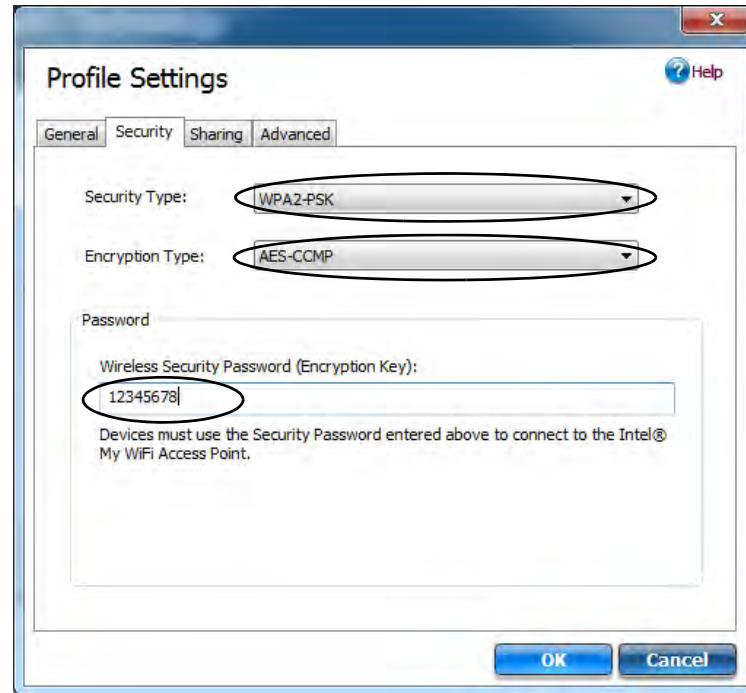 X
Profile Settings
? Help
General Security Sharing Advanced
Security Type: WPA2-PSK
Encryption Type: AES-CCMP
Password
Wireless Security Password (Encryption Key):
12345678
Devices must use the Security Password entered above to connect to the Intel®
My WiFi Access Point.
OK Cancel